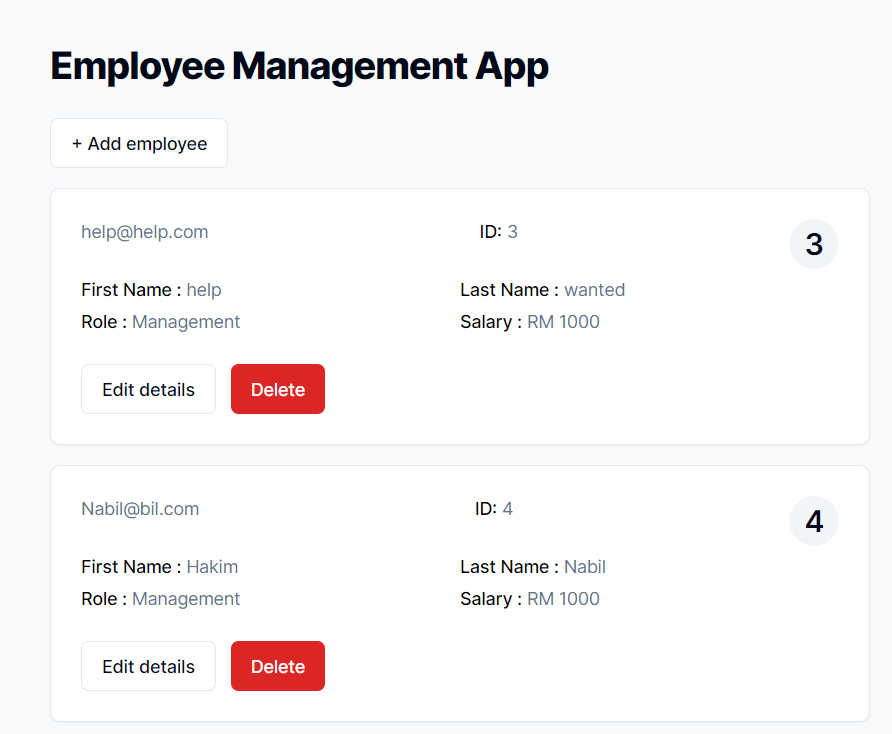 Employee Management App
+ Add employee
help@help.com ID: 3 3
First Name : help Last Name : wanted
Role : Management Salary : RM 1000
Edit details Delete
Nabil@bil.com ID: 4 4
First Name : Hakim Last Name : Nabil
Role : Management Salary : RM 1000
Edit details Delete